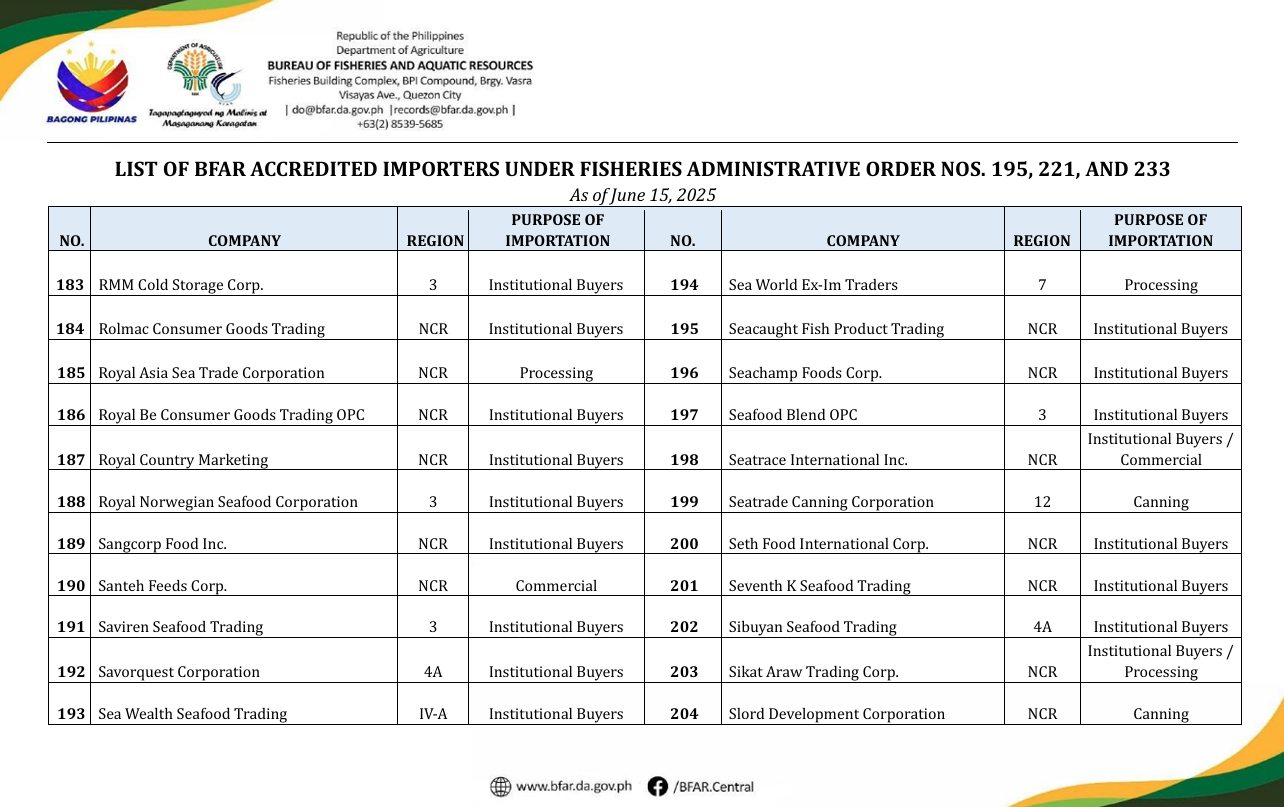 Republic of the Philippines
Department of Agriculture
BUREAU OF FISHERIES AND AQUATIC RESOURCES
Fisheries Building Complex, BPI Compound, Brgy. Vasra
Visayas Ave., Quezon City
| do@bfar.da.gov.ph |records@bfar.da.gov.ph |
+63(2) 8539-5685
BAGONG PILIPINAS
DEPARTMENT OF AGRICULTURE
Tagapagtaguyod ng Malinis at
Masaganang Karagatan
LIST OF BFAR ACCREDITED IMPORTERS UNDER FISHERIES ADMINISTRATIVE ORDER NOS. 195, 221, AND 233
As of June 15, 2025
NO. COMPANY REGION PURPOSE OF IMPORTATION NO. COMPANY REGION PURPOSE OF IMPORTATION
183 RMM Cold Storage Corp. 3 Institutional Buyers 194 Sea World Ex-Im Traders 7 Processing
184 Rolmac Consumer Goods Trading NCR Institutional Buyers 195 Seacaught Fish Product Trading NCR Institutional Buyers
185 Royal Asia Sea Trade Corporation NCR Processing 196 Seachamp Foods Corp. NCR Institutional Buyers
186 Royal Be Consumer Goods Trading OPC NCR Institutional Buyers 197 Seafood Blend OPC 3 Institutional Buyers
187 Royal Country Marketing NCR Institutional Buyers 198 Seatrace International Inc. NCR Institutional Buyers / Commercial
188 Royal Norwegian Seafood Corporation 3 Institutional Buyers 199 Seatrade Canning Corporation 12 Canning
189 Sangcorp Food Inc. NCR Institutional Buyers 200 Seth Food International Corp. NCR Institutional Buyers
190 Santeh Feeds Corp. NCR Commercial 201 Seventh K Seafood Trading NCR Institutional Buyers
191 Saviren Seafood Trading 3 Institutional Buyers 202 Sibuyan Seafood Trading 4A Institutional Buyers
192 Savorquest Corporation 4A Institutional Buyers 203 Sikat Araw Trading Corp. NCR Institutional Buyers / Processing
193 Sea Wealth Seafood Trading IV-A Institutional Buyers 204 Slord Development Corporation NCR Canning
www.bfar.da.gov.ph /BFAR.Central